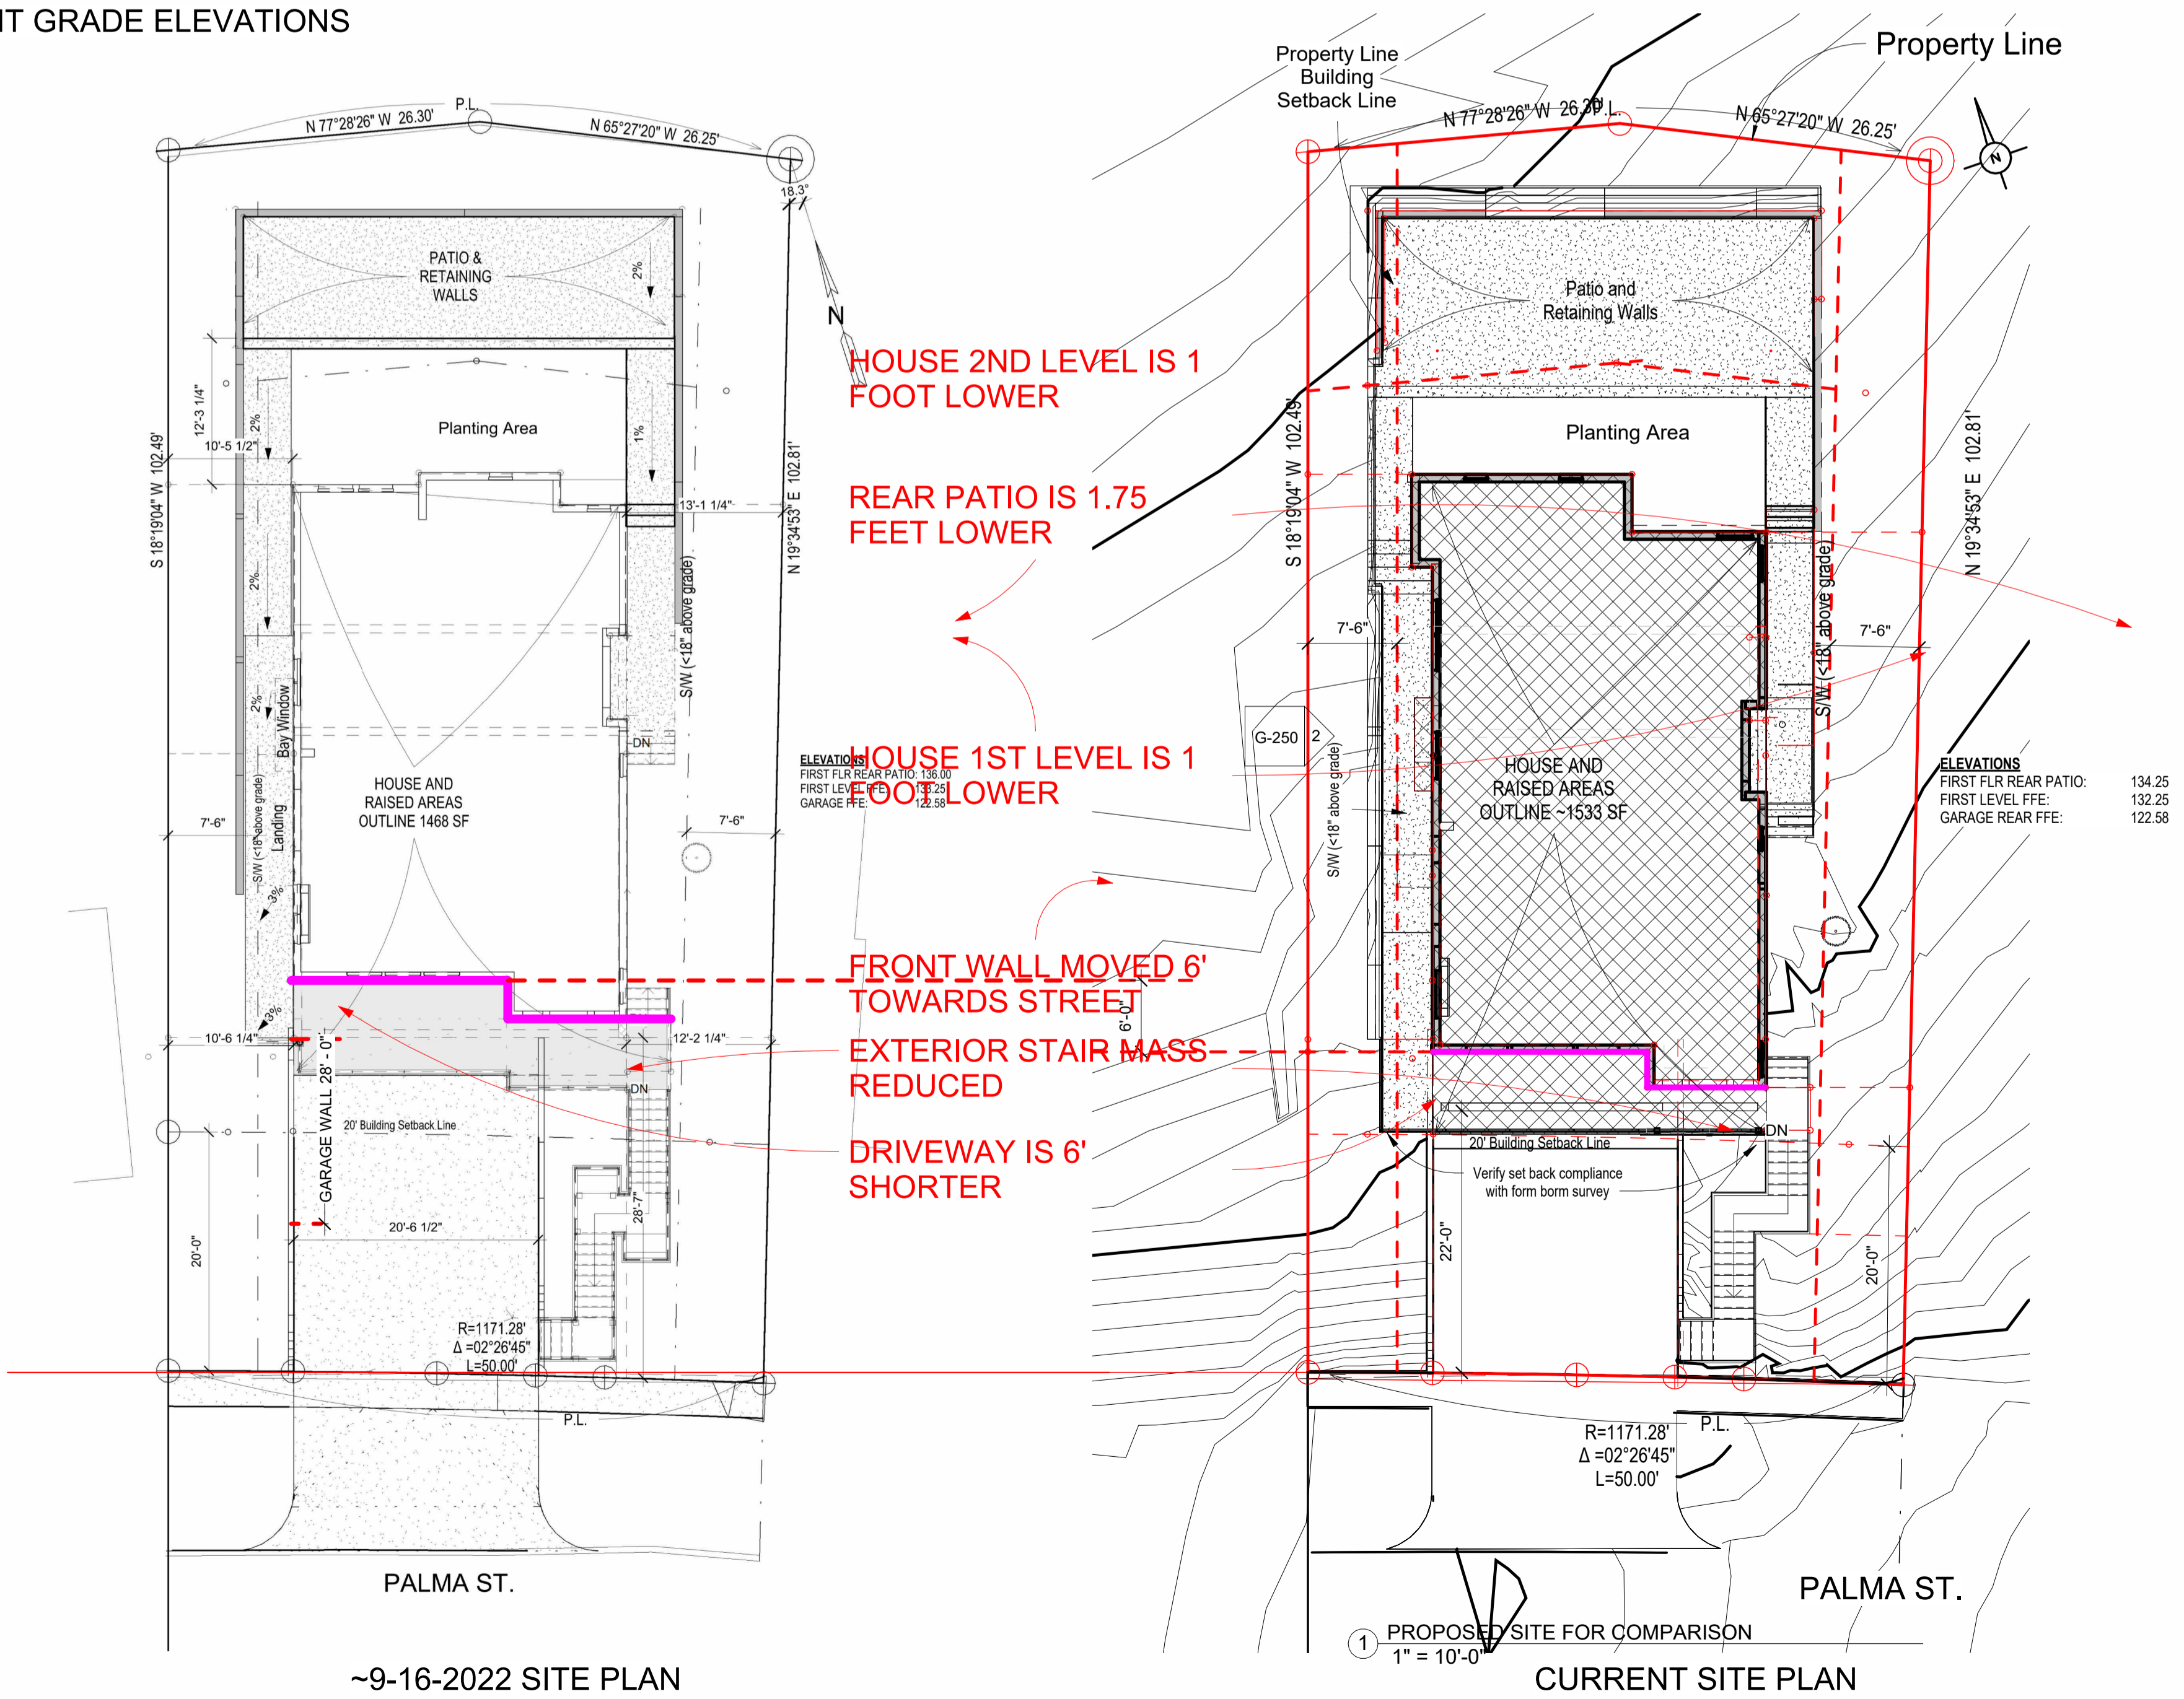 IT GRADE ELEVATIONS
P.L.
N 77°28'26" W 26.30'
N 65°27'20" W 26.25'
18.3°
PATIO &
RETAINING
WALLS
2%
N
12'-3 1/4"
2%
10'-5 1/2"
Planting Area
1%
S 18°19'04" W 102.49'
N 19°34'53" E 102.81'
13'-1 1/4"
2%
S/W (<18" above grade)
2%
Bay Window
DN
Landing
S/W (<18" above grade)
HOUSE AND
RAISED AREAS
OUTLINE 1468 SF
7'-6"
7'-6"
ELEVATIONS
FIRST FLR REAR PATIO: 136.00
FIRST LEVEL FFE: 133.25
GARAGE FFE: 122.58
3%
3%
10'-6 1/4"
12'-2 1/4"
GARAGE WALL 28' - 0"
DN
20' Building Setback Line
28'-7"
20'-6 1/2"
20'-0"
R=1171.28'
Δ =02°26'45"
L=50.00'
P.L.
PALMA ST.
~9-16-2022 SITE PLAN
HOUSE 2ND LEVEL IS 1
FOOT LOWER
REAR PATIO IS 1.75
FEET LOWER
HOUSE 1ST LEVEL IS 1
FOOT LOWER
FRONT WALL MOVED 6'
TOWARDS STREET
6'-0"
EXTERIOR STAIR MASS
REDUCED
DRIVEWAY IS 6'
SHORTER
Property Line
Building
Setback Line
Property Line
N 77°28'26" W 26.30'
P.L.
N 65°27'20" W 26.25'
N
Patio and
Retaining Walls
Planting Area
S 18°19'04" W 102.49'
N 19°34'53" E 102.81'
S/W (<18" above grade)
7'-6"
7'-6"
G-250
2
S/W (<18" above grade)
HOUSE AND
RAISED AREAS
OUTLINE ~1533 SF
ELEVATIONS
FIRST FLR REAR PATIO: 134.25
FIRST LEVEL FFE: 132.25
GARAGE REAR FFE: 122.58
DN
20' Building Setback Line
Verify set back compliance
with form borm survey
22'-0"
20'-0"
P.L.
R=1171.28'
Δ =02°26'45"
L=50.00'
PALMA ST.
1
PROPOSED SITE FOR COMPARISON
1" = 10'-0"
CURRENT SITE PLAN